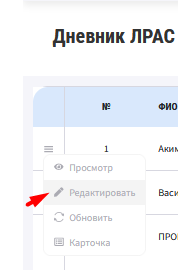 Дневник ЛРАС
№ ФИО
1 Аким
Просмотр
Редактировать Васи
Обновить
Карточка ПРО